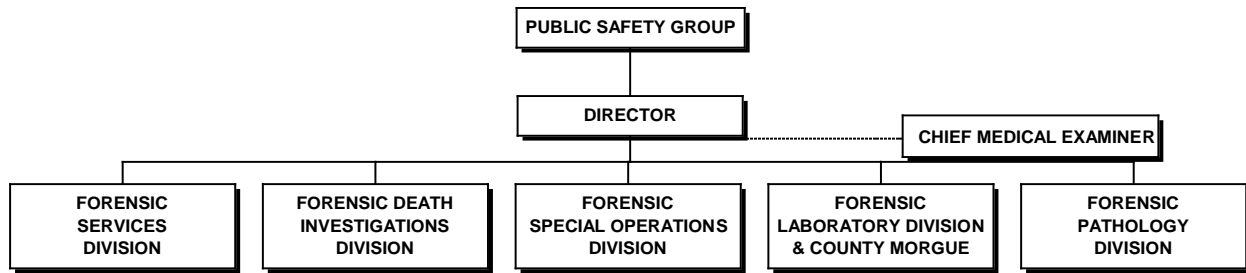 PUBLIC SAFETY GROUP
DIRECTOR
CHIEF MEDICAL EXAMINER
FORENSIC
SERVICES
DIVISION
FORENSIC DEATH
INVESTIGATIONS
DIVISION
FORENSIC
SPECIAL OPERATIONS
DIVISION
FORENSIC
LABORATORY DIVISION
& COUNTY MORGUE
FORENSIC
PATHOLOGY
DIVISION